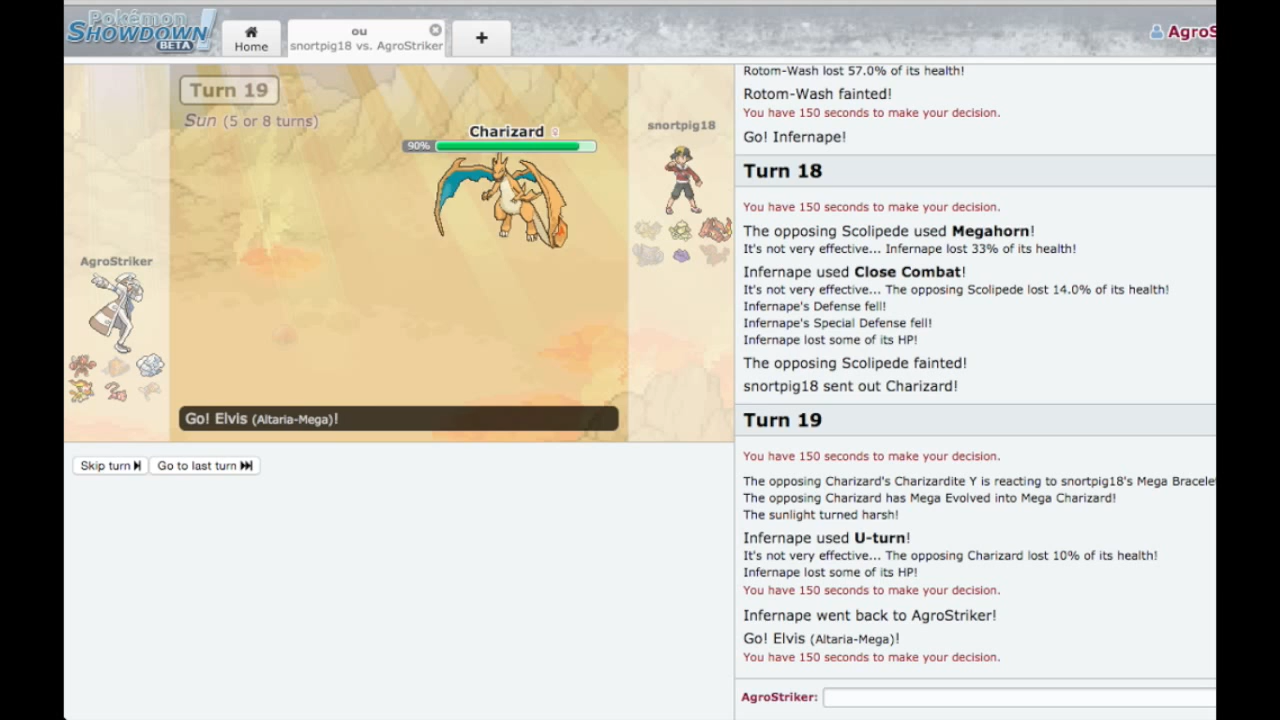 Pokémon
SHOWDOWN!
BETA
Home
ou
snortpig18 vs. AgroStriker
+
AgroS
Turn 19
Sun (5 or 8 turns)
Charizard ♀
90%
snortpig18
AgroStriker
Go! Elvis (Altaria-Mega)!
Skip turn
Go to last turn
Rotom-Wash lost 57.0% of its health!
Rotom-Wash fainted!
You have 150 seconds to make your decision.
Go! Infernape!
Turn 18
You have 150 seconds to make your decision.
The opposing Scolipede used Megahorn!
It's not very effective... Infernape lost 33% of its health!
Infernape used Close Combat!
It's not very effective... The opposing Scolipede lost 14.0% of its health!
Infernape's Defense fell!
Infernape's Special Defense fell!
Infernape lost some of its HP!
The opposing Scolipede fainted!
snortpig18 sent out Charizard!
Turn 19
You have 150 seconds to make your decision.
The opposing Charizard's Charizardite Y is reacting to snortpig18's Mega Bracele
The opposing Charizard has Mega Evolved into Mega Charizard!
The sunlight turned harsh!
Infernape used U-turn!
It's not very effective... The opposing Charizard lost 10% of its health!
Infernape lost some of its HP!
You have 150 seconds to make your decision.
Infernape went back to AgroStriker!
Go! Elvis (Altaria-Mega)!
You have 150 seconds to make your decision.
AgroStriker: